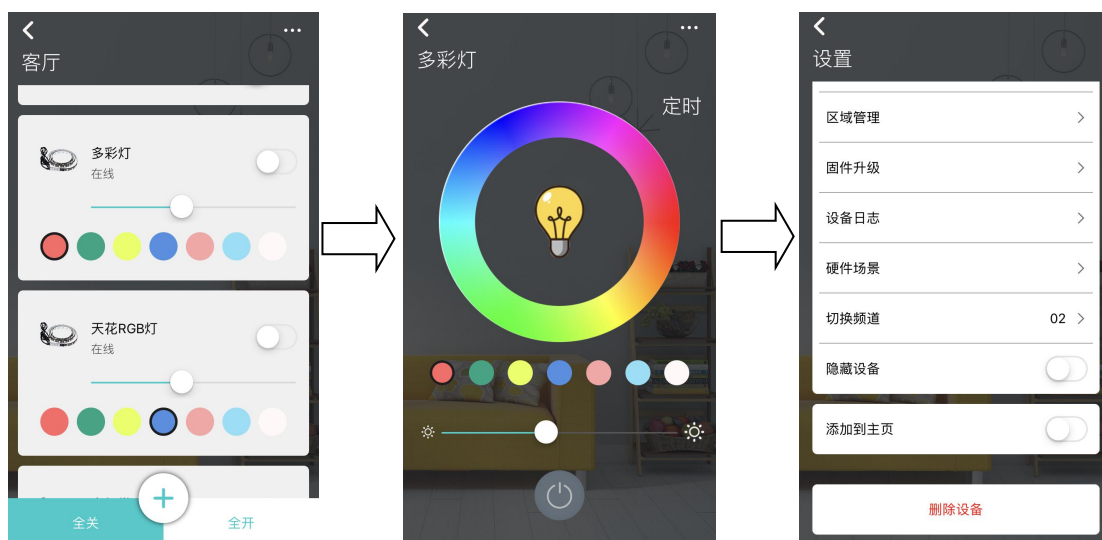 客厅
多彩灯
在线
天花RGB灯
在线
全关
全开
多彩灯
定时
设置
区域管理
固件升级
设备日志
硬件场景
切换频道 02
隐藏设备
添加到主页
删除设备